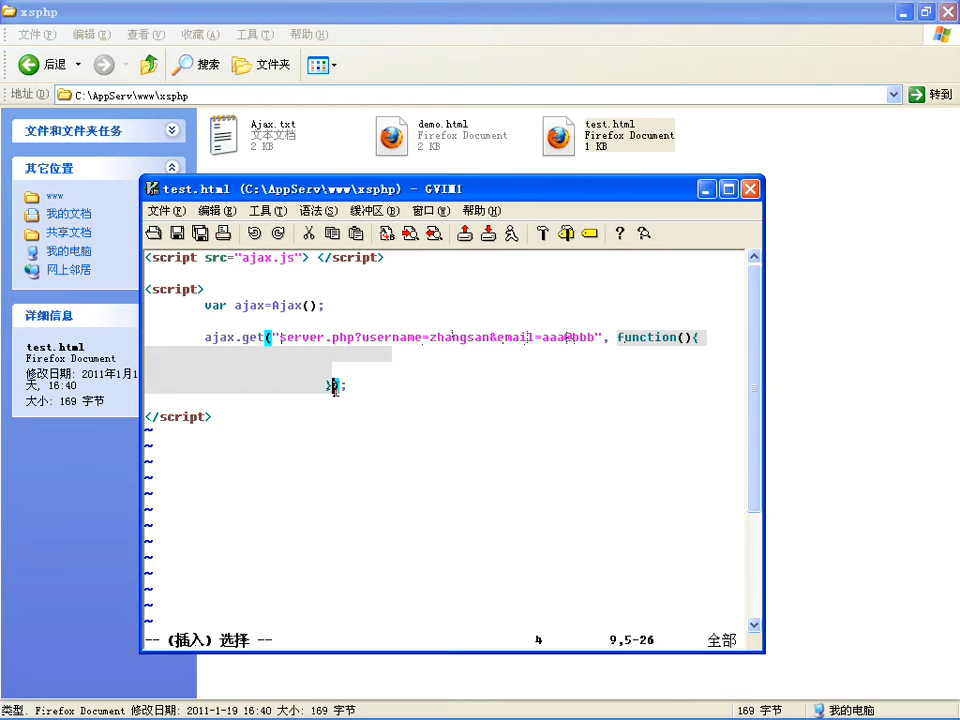 xsphp
文件(F) 编辑(E) 查看(V) 收藏(A) 工具(T) 帮助(H)
后退 搜索 文件夹
地址(D) C:\AppServ\www\xsphp 转到
文件和文件夹任务
其它位置
www
我的文档
共享文档
我的电脑
网上邻居
详细信息
test.html
Firefox Document
修改日期: 2011年1月1
天, 16:40
大小: 169 字节
Ajax.txt
文本文档
2 KB
demo.html
Firefox Document
2 KB
test.html
Firefox Document
1 KB
test.html (C:\AppServ\www\xsphp) - GVIM1
文件(F) 编辑(E) 工具(T) 语法(S) 缓冲区(B) 窗口(W) 帮助(H)
<script src="ajax.js"> </script>
<script>
var ajax=Ajax();
ajax.get("server.php?username=zhangsan&email=aaa@bbb", function(){
});
</script>
~
~
~
~
~
~
~
~
~
~
~
~
~
-- (插入) 选择 -- 4 9,5-26 全部
类型: Firefox Document 修改日期: 2011-1-19 16:40 大小: 169 字节 169 字节 我的电脑